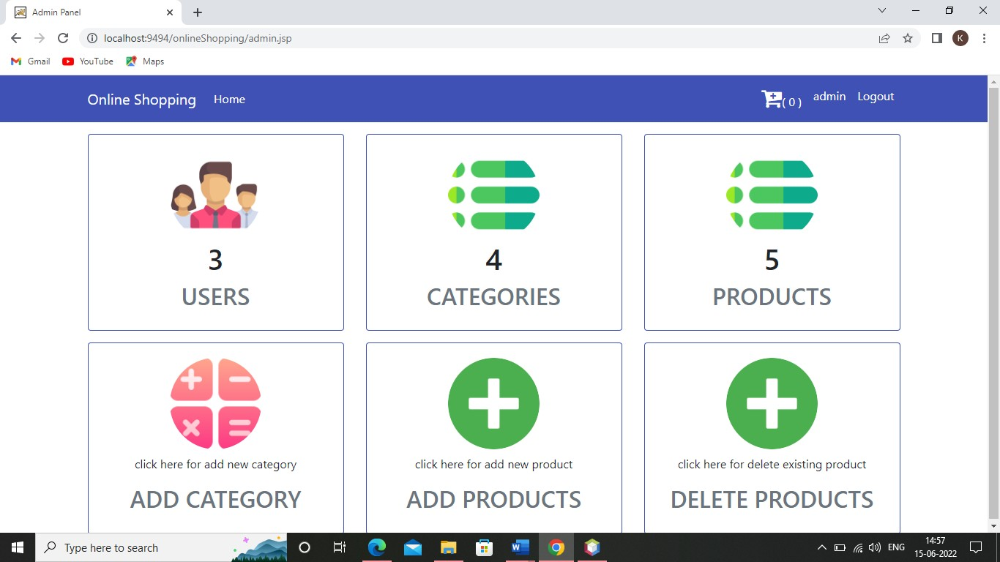 Admin Panel
localhost:9494/onlineShopping/admin.jsp
K
Gmail
YouTube
Maps
Online Shopping
Home
( 0 )
admin
Logout
3
USERS
4
CATEGORIES
5
PRODUCTS
click here for add new category
ADD CATEGORY
click here for add new product
ADD PRODUCTS
click here for delete existing product
DELETE PRODUCTS
Type here to search
ENG
14:57
15-06-2022